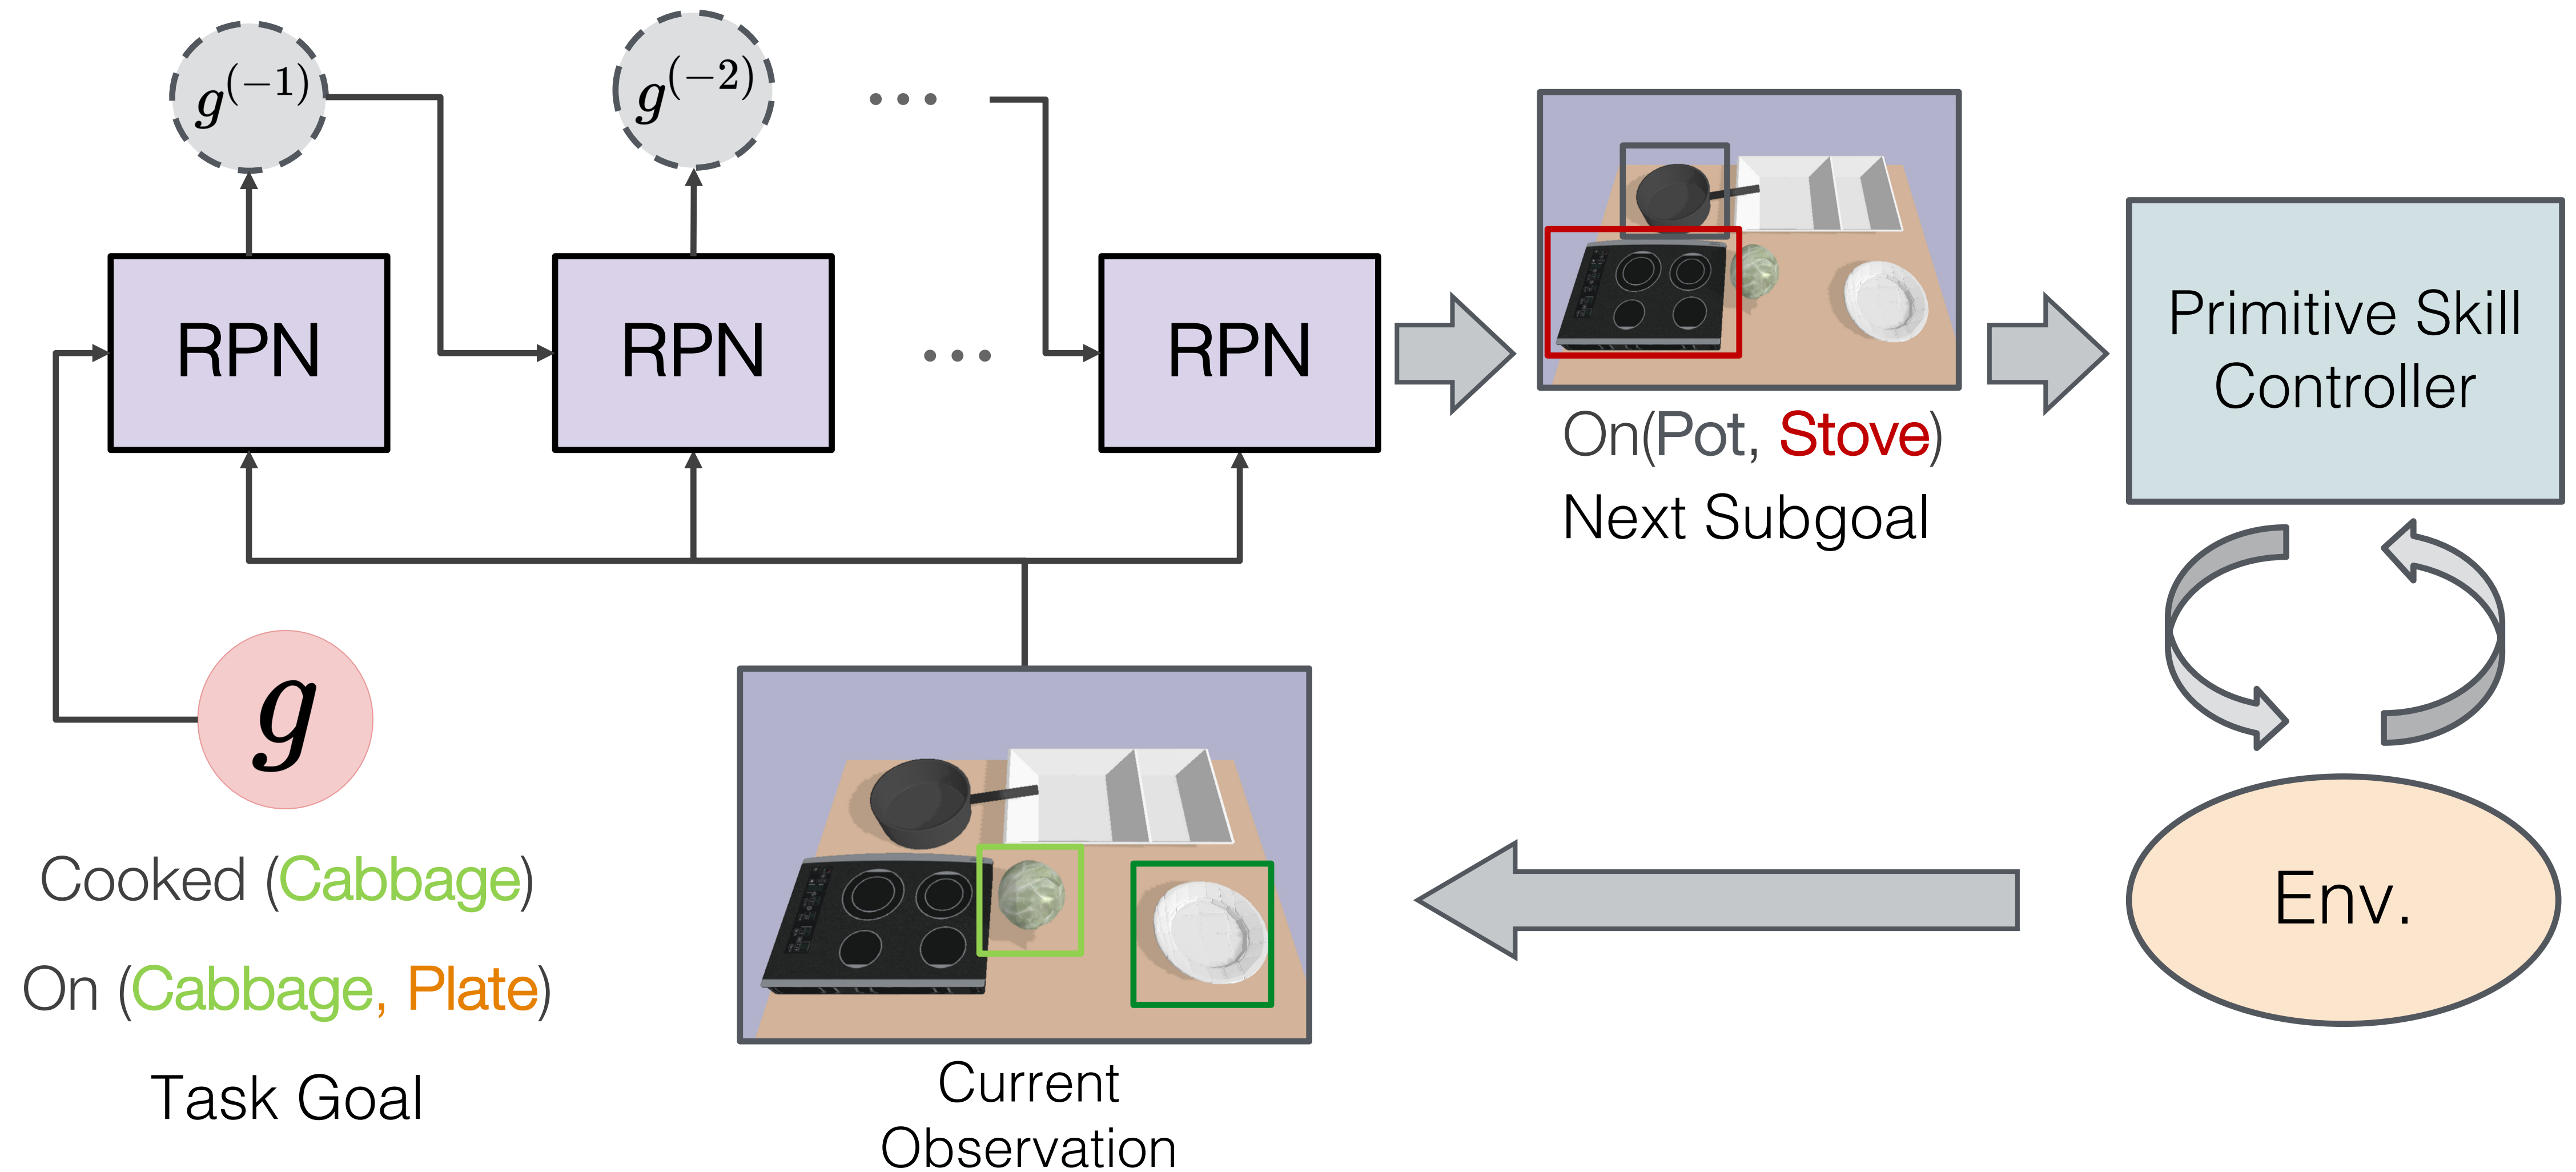 g^(−1)
g^(−2)
...
RPN
RPN
...
RPN
On(Pot, Stove)
Next Subgoal
Primitive Skill
Controller
g
Cooked (Cabbage)
On (Cabbage, Plate)
Task Goal
Current
Observation
Env.